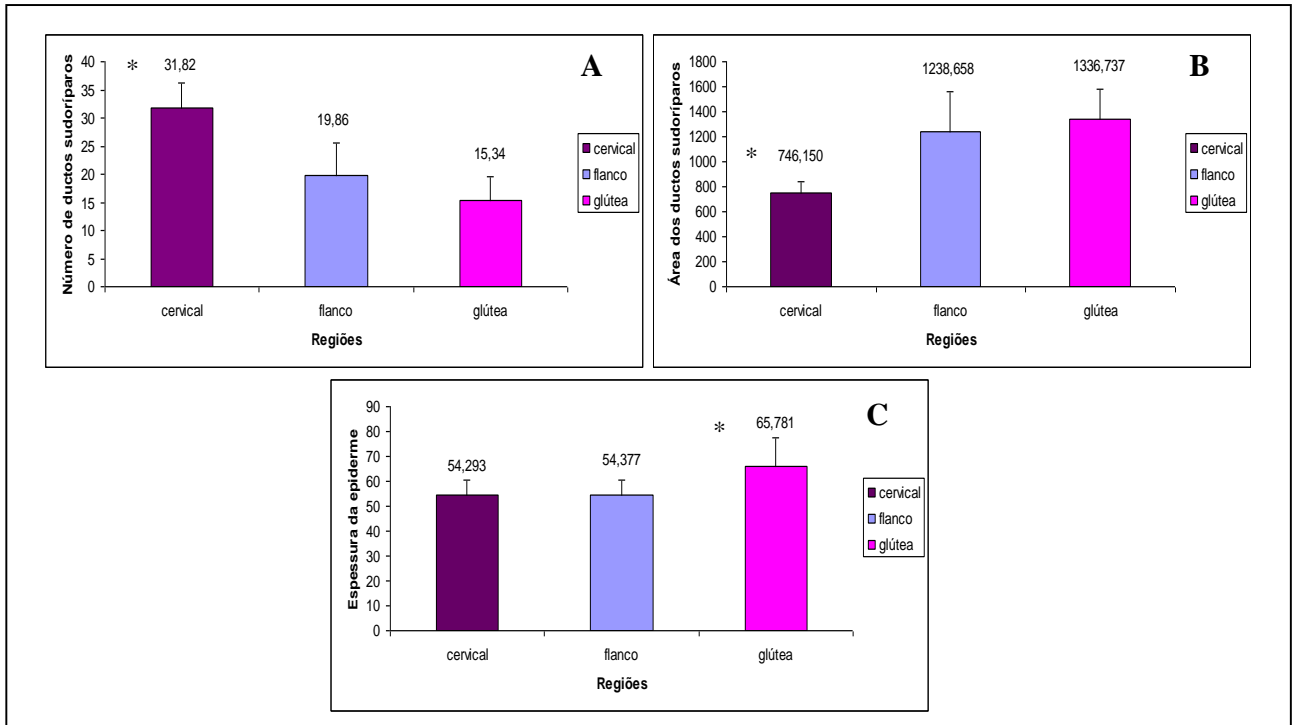 A
Número de ductos sudoríparos
40
35
30
25
20
15
10
5
0
* 31,82
19,86
15,34
cervical flanco glútea
Regiões
cervical
flanco
glútea
B
Área dos ductos sudoríparos
1800
1600
1400
1200
1000
800
600
400
200
0
* 746,150
1238,658
1336,737
cervical flanco glútea
Regiões
cervical
flanco
glútea
C
Espessura da epiderme
90
80
70
60
50
40
30
20
10
0
54,293
54,377
* 65,781
cervical flanco glútea
Regiões
cervical
flanco
glútea